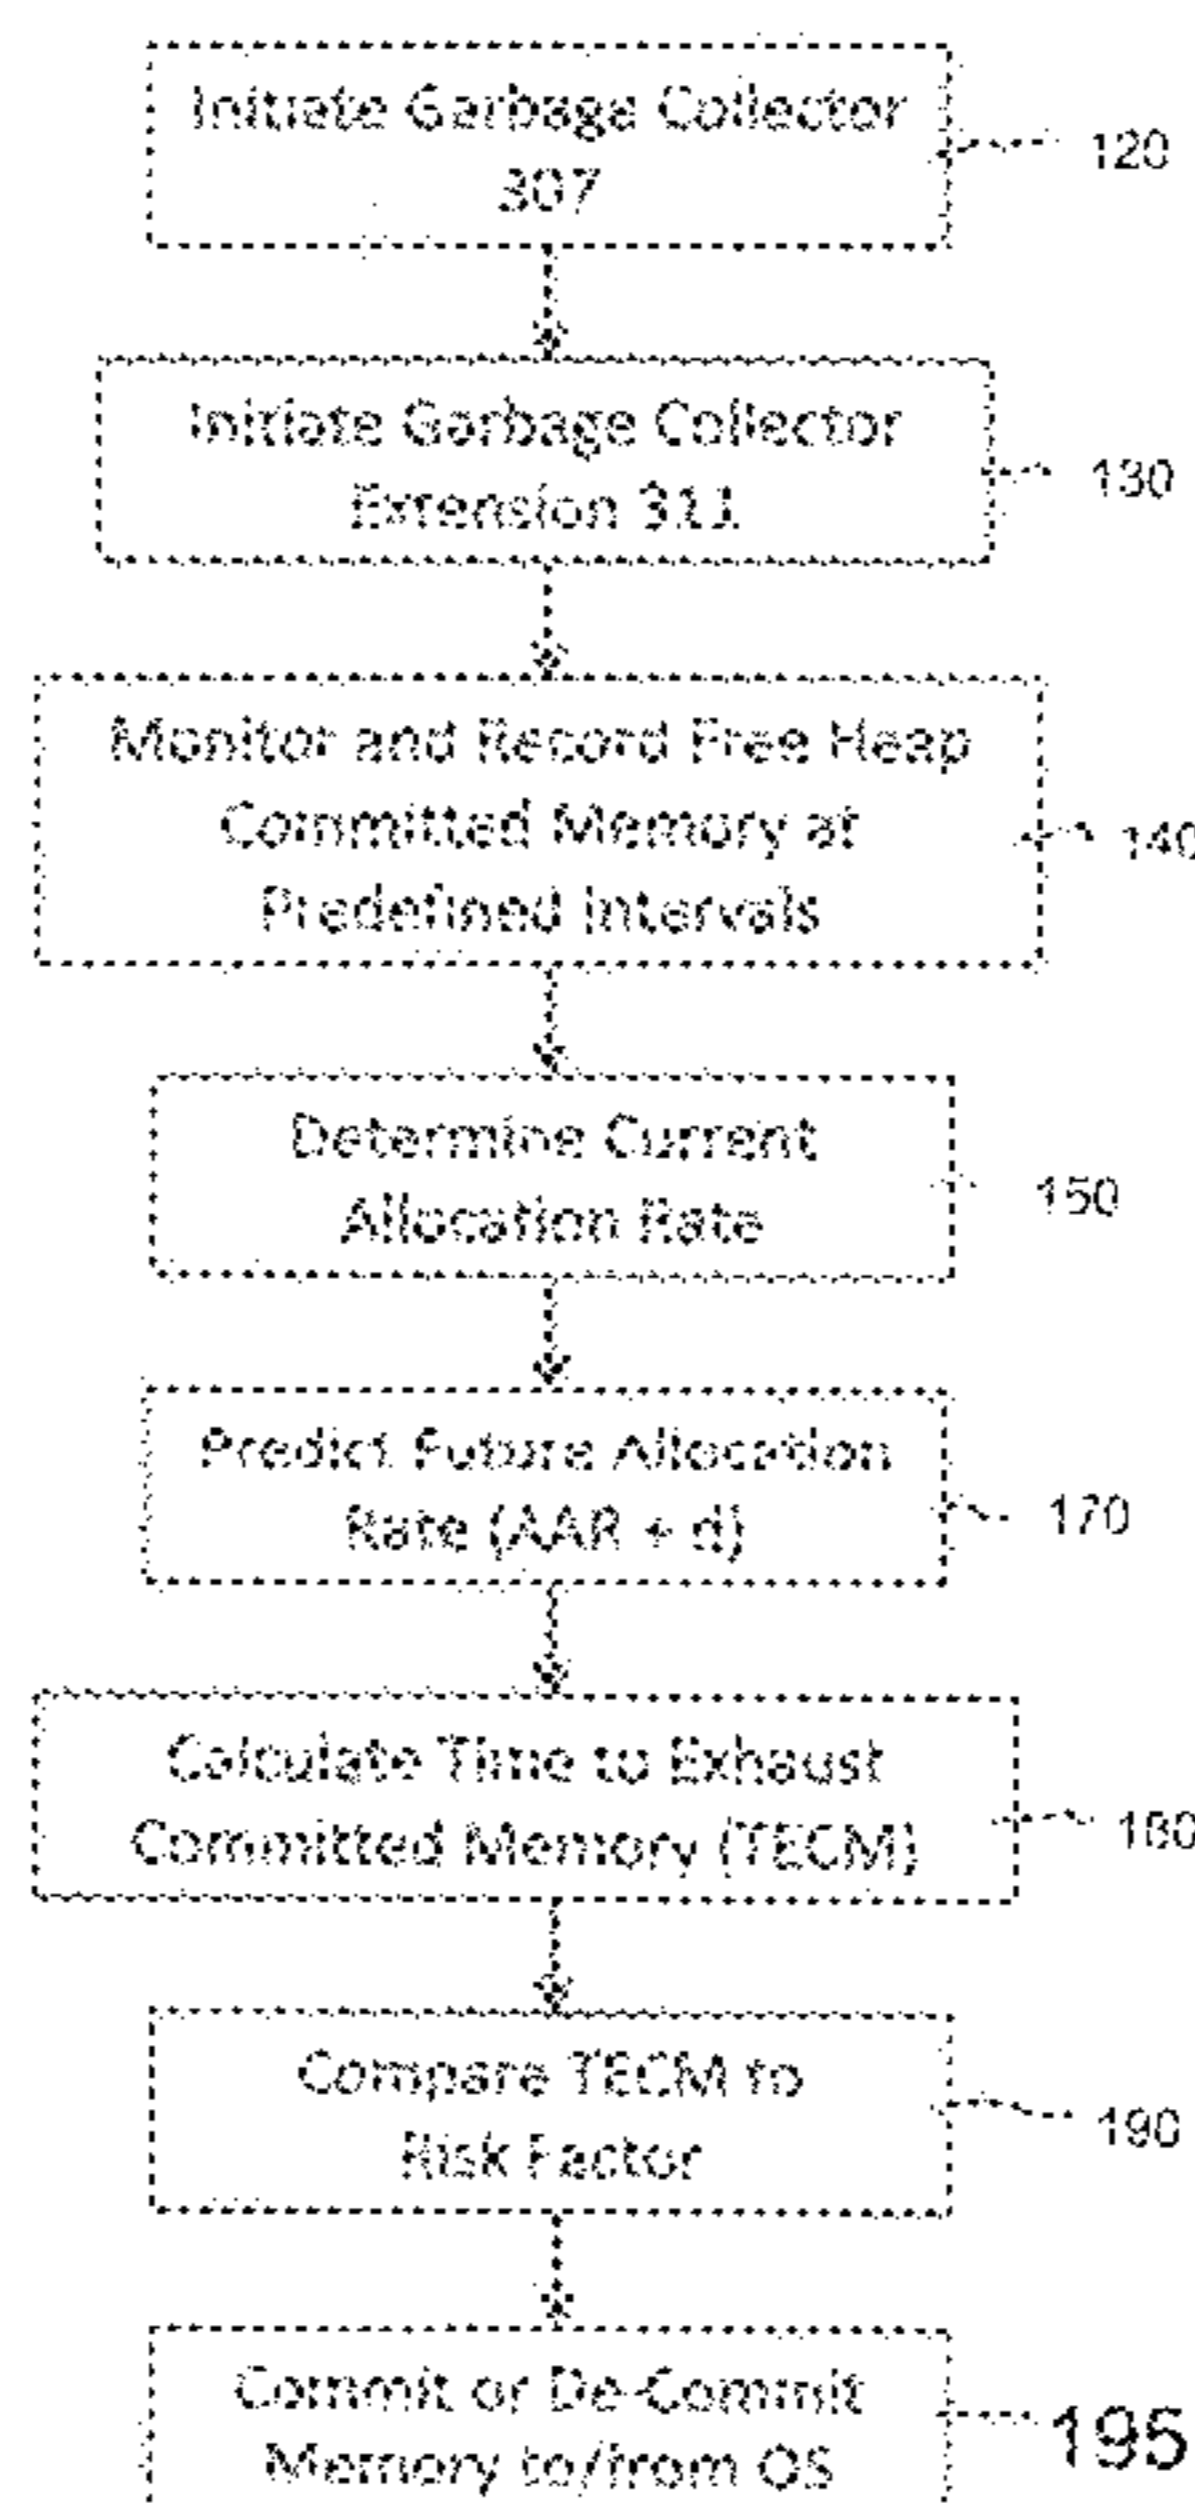 Initiate Garbage Collector
307
120
Initiate Garbage Collector
Extension 311
130
Monitor and Record Free Heap
Committed Memory at
Predefined Intervals
140
Determine Current
Allocation Rate
150
Predict Future Allocation
Rate (AAR + d)
170
Calculate Time to Exhaust
Committed Memory (TECM)
180
Compare TECM to
Risk Factor
190
Commit or De-Commit
Memory to/from OS
195